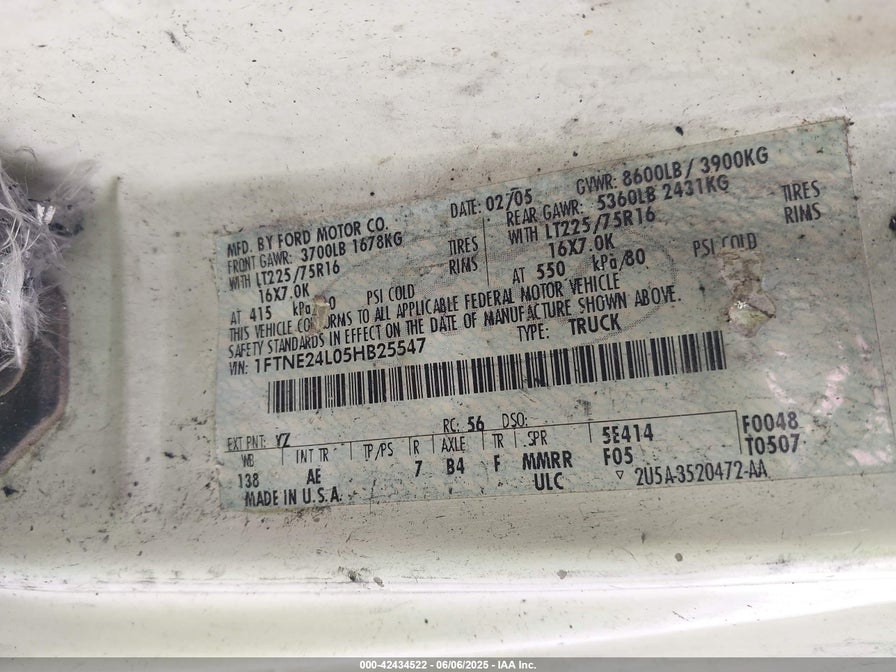 MFD. BY FORD MOTOR CO. DATE: 02/05 GVWR: 8600LB / 3900KG
FRONT GAWR: 3700LB 1678KG REAR GAWR: 5360LB 2431KG
WITH LT225/75R16 TIRES WITH LT225/75R16 TIRES
16X7.0K RIMS 16X7.0K RIMS
AT 415 kPa/ 0 PSI COLD AT 550 kPa/80 PSI COLD
THIS VEHICLE CONFORMS TO ALL APPLICABLE FEDERAL MOTOR VEHICLE
SAFETY STANDARDS IN EFFECT ON THE DATE OF MANUFACTURE SHOWN ABOVE.
VIN: 1FTNE24L05HB25547 TYPE: TRUCK
EXT PNT: YZ RC: 56 DSO:
WB INT TR TP/PS R AXLE TR SPR 5E414 F0048
138 AE 7 B4 F MMRR F05 T0507
MADE IN U.S.A. ULC ▽ 2U5A-3520472-AA
000-42434522 - 06/06/2025 - IAA Inc.